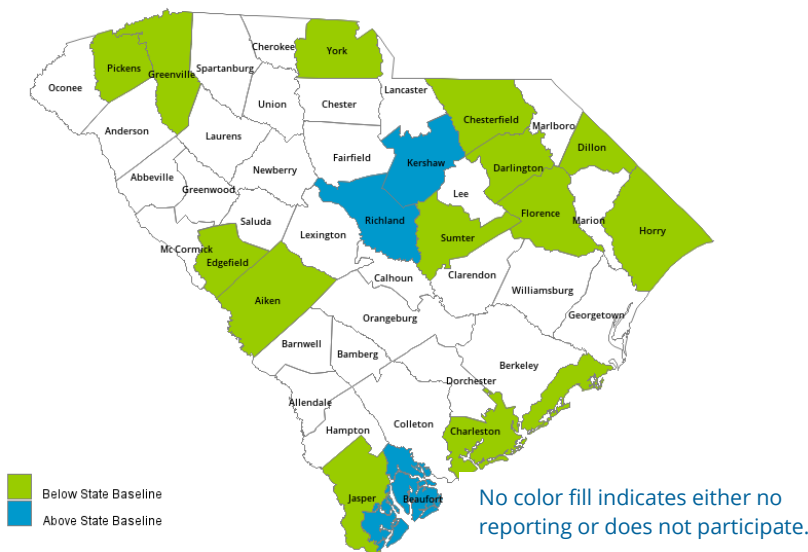 Cherokee
York
Pickens
Greenville
Spartanburg
Oconee
Lancaster
Union
Chester
Chesterfield
Marlboro
Anderson
Laurens
Dillon
Fairfield
Kershaw
Darlington
Abbeville
Newberry
Greenwood
Lee
Florence
Saluda
Richland
Marion
Lexington
Sumter
Horry
McCormick
Edgefield
Calhoun
Clarendon
Williamsburg
Aiken
Georgetown
Orangeburg
Barnwell
Bamberg
Berkeley
Dorchester
Allendale
Colleton
Hampton
Charleston
Jasper
Beaufort
Below State Baseline
Above State Baseline
No color fill indicates either no
reporting or does not participate.